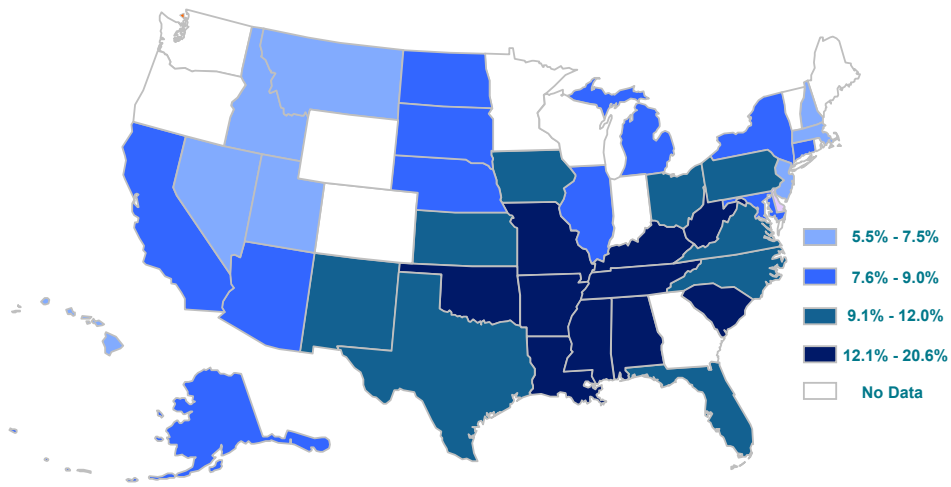 5.5% - 7.5%
7.6% - 9.0%
9.1% - 12.0%
12.1% - 20.6%
No Data